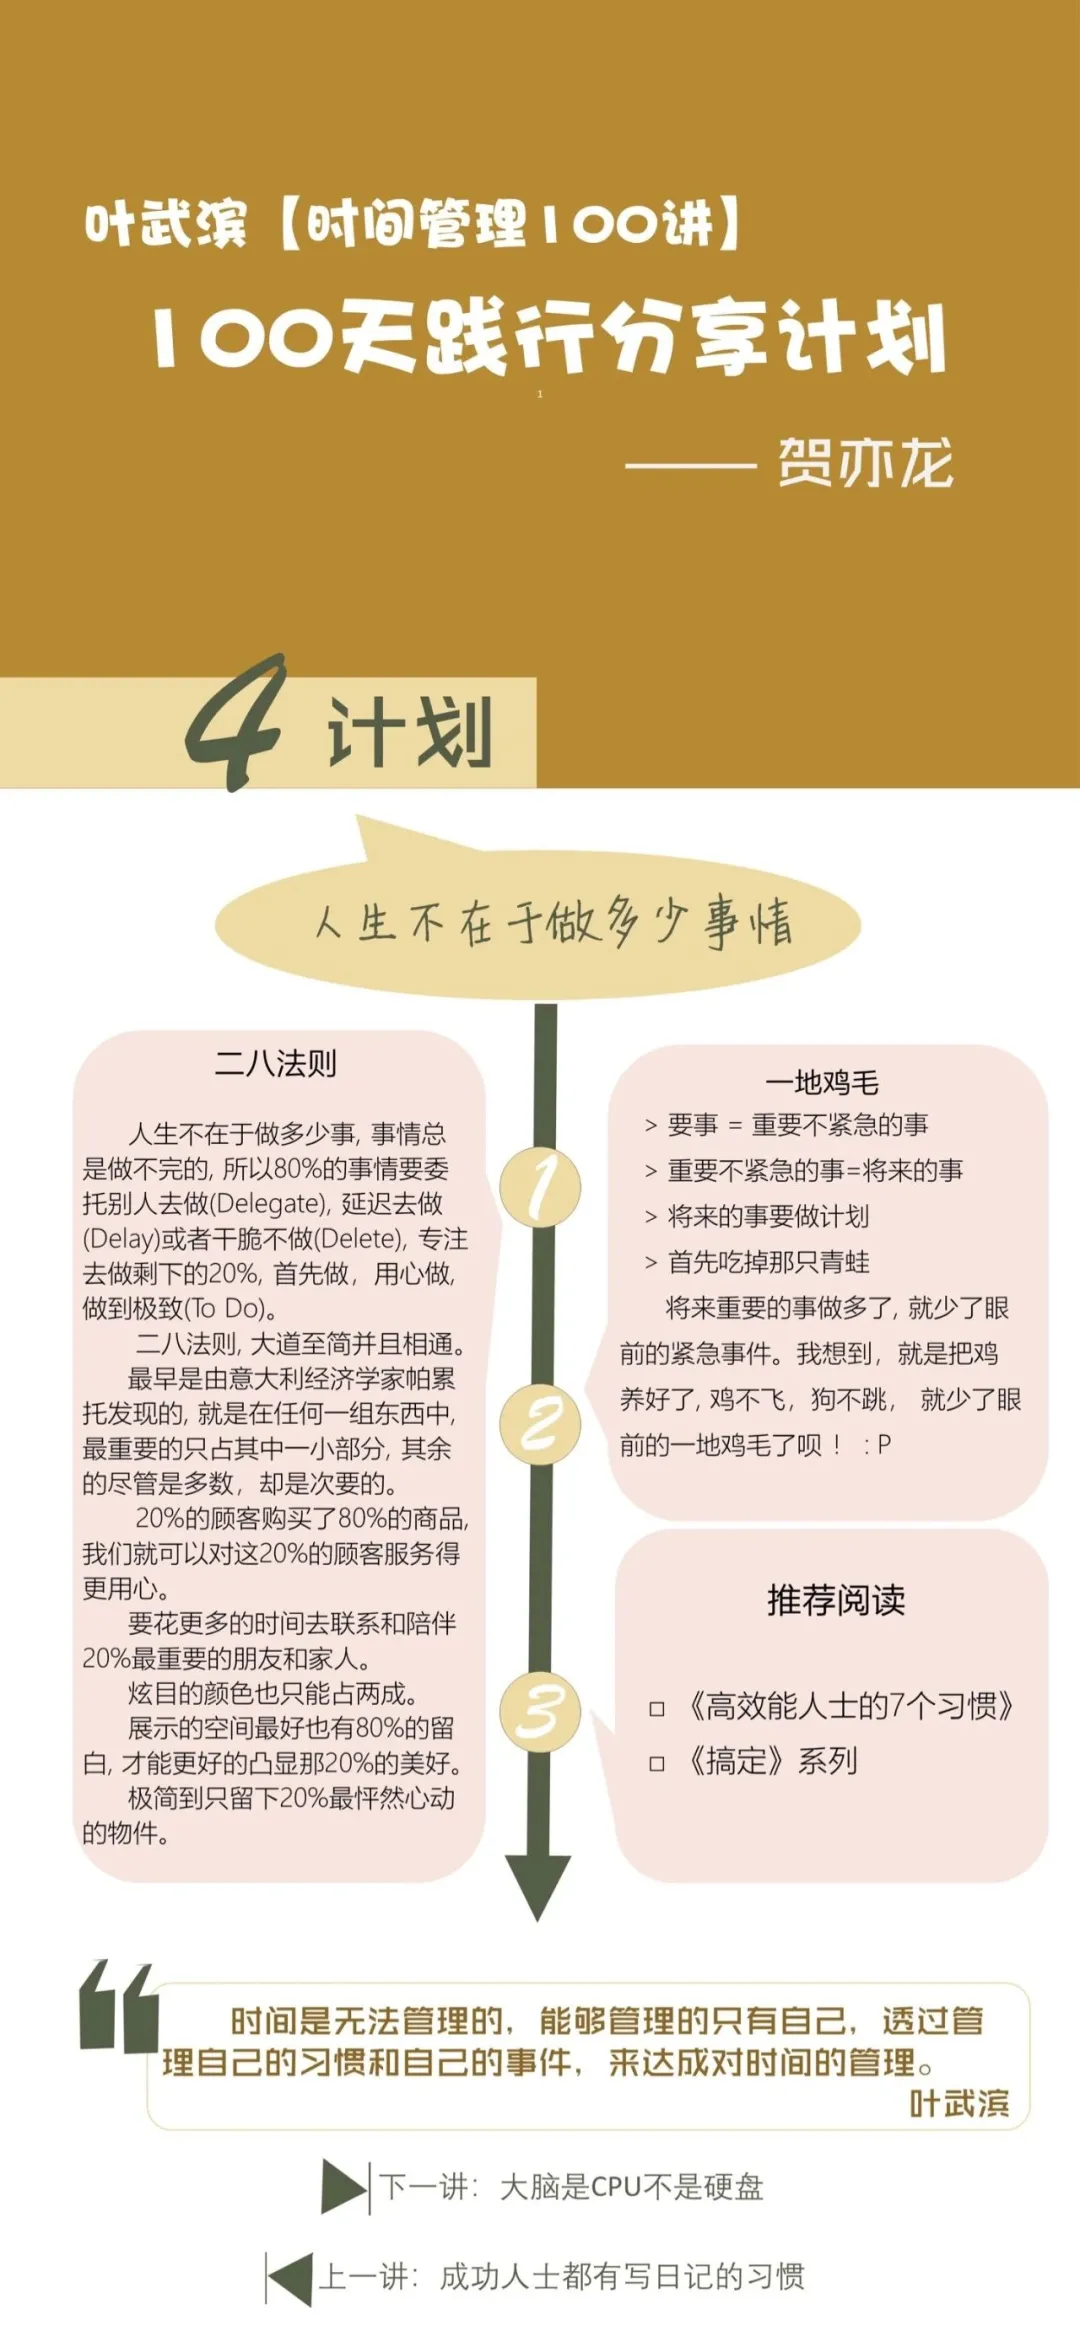 叶武滨【时间管理100讲】
100天践行分享计划
1
—— 贺亦龙
4 计划
人生不在于做多少事情
二八法则
人生不在于做多少事, 事情总
是做不完的, 所以80%的事情要委
托别人去做(Delegate), 延迟去做
(Delay)或者干脆不做(Delete), 专注
去做剩下的20%, 首先做，用心做,
做到极致(To Do)。
二八法则, 大道至简并且相通。
最早是由意大利经济学家帕累
托发现的, 就是在任何一组东西中,
最重要的只占其中一小部分, 其余
的尽管是多数，却是次要的。
20%的顾客购买了80%的商品,
我们就可以对这20%的顾客服务得
更用心。
要花更多的时间去联系和陪伴
20%最重要的朋友和家人。
炫目的颜色也只能占两成。
展示的空间最好也有80%的留
白, 才能更好的凸显那20%的美好。
极简到只留下20%最怦然心动
的物件。
1
一地鸡毛
> 要事 = 重要不紧急的事
> 重要不紧急的事=将来的事
> 将来的事要做计划
> 首先吃掉那只青蛙
将来重要的事做多了, 就少了眼
前的紧急事件。我想到，就是把鸡
养好了, 鸡不飞，狗不跳， 就少了眼
前的一地鸡毛了呗！ : P
2
推荐阅读
□ 《高效能人士的7个习惯》
□ 《搞定》系列
3
“ 时间是无法管理的，能够管理的只有自己，透过管
理自己的习惯和自己的事件，来达成对时间的管理。
叶武滨
下一讲：大脑是CPU不是硬盘
上一讲：成功人士都有写日记的习惯